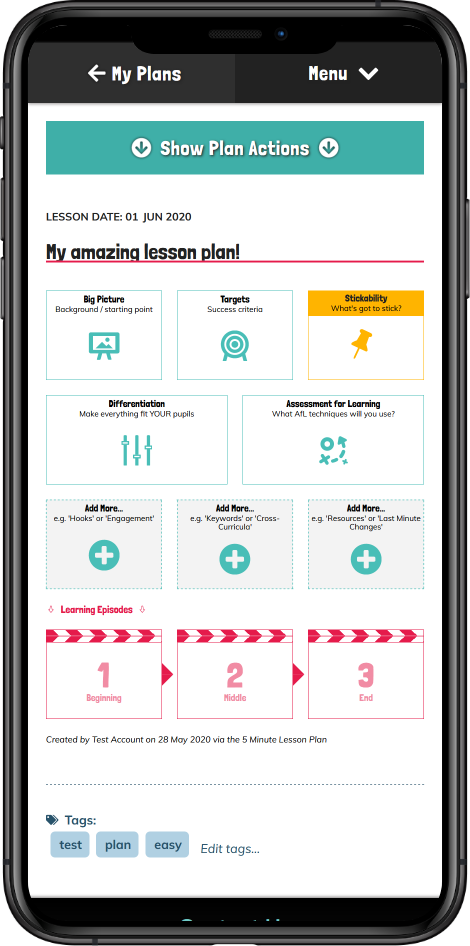 My Plans Menu
Show Plan Actions
LESSON DATE: 01 JUN 2020
My amazing lesson plan!
Big Picture
Background / starting point
Targets
Success criteria
Stickability
What's got to stick?
Differentiation
Make everything fit YOUR pupils
Assessment for Learning
What AfL techniques will you use?
Add More...
e.g. 'Hooks' or 'Engagement'
Add More...
e.g. 'Keywords' or 'Cross-
Curricula'
Add More...
e.g. 'Resources' or 'Last Minute
Changes'
Learning Episodes
1
Beginning
2
Middle
3
End
Created by Test Account on 28 May 2020 via the 5 Minute Lesson Plan
Tags:
test plan easy Edit tags...